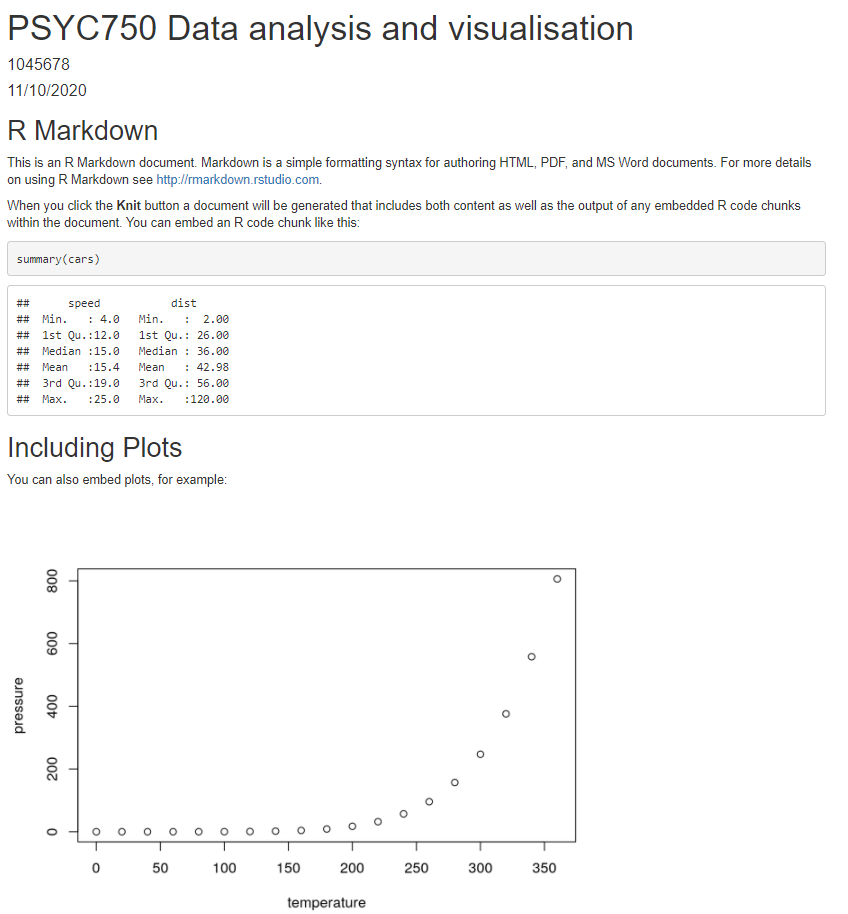 PSYC750 Data analysis and visualisation
1045678
11/10/2020
R Markdown
This is an R Markdown document. Markdown is a simple formatting syntax for authoring HTML, PDF, and MS Word documents. For more details
on using R Markdown see http://rmarkdown.rstudio.com.
When you click the Knit button a document will be generated that includes both content as well as the output of any embedded R code chunks
within the document. You can embed an R code chunk like this:
summary(cars)
##      speed           dist
##  Min.   : 4.0   Min.   :  2.00
##  1st Qu.:12.0   1st Qu.: 26.00
##  Median :15.0   Median : 36.00
##  Mean   :15.4   Mean   : 42.98
##  3rd Qu.:19.0   3rd Qu.: 56.00
##  Max.   :25.0   Max.   :120.00
Including Plots
You can also embed plots, for example:
800
600
400
200
0
pressure
0 50 100 150 200 250 300 350
temperature